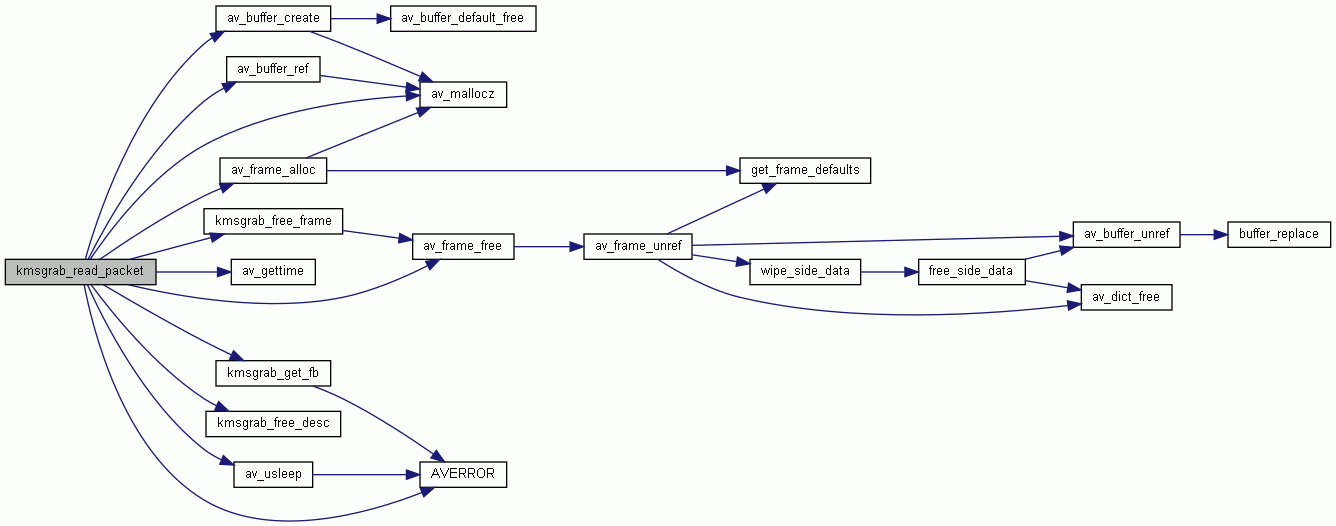 av_buffer_create
av_buffer_default_free
av_buffer_ref
av_mallocz
av_frame_alloc
get_frame_defaults
kmsgrab_free_frame
av_frame_free
av_frame_unref
av_buffer_unref
buffer_replace
kmsgrab_read_packet
av_gettime
wipe_side_data
free_side_data
av_dict_free
kmsgrab_get_fb
kmsgrab_free_desc
av_usleep
AVERROR